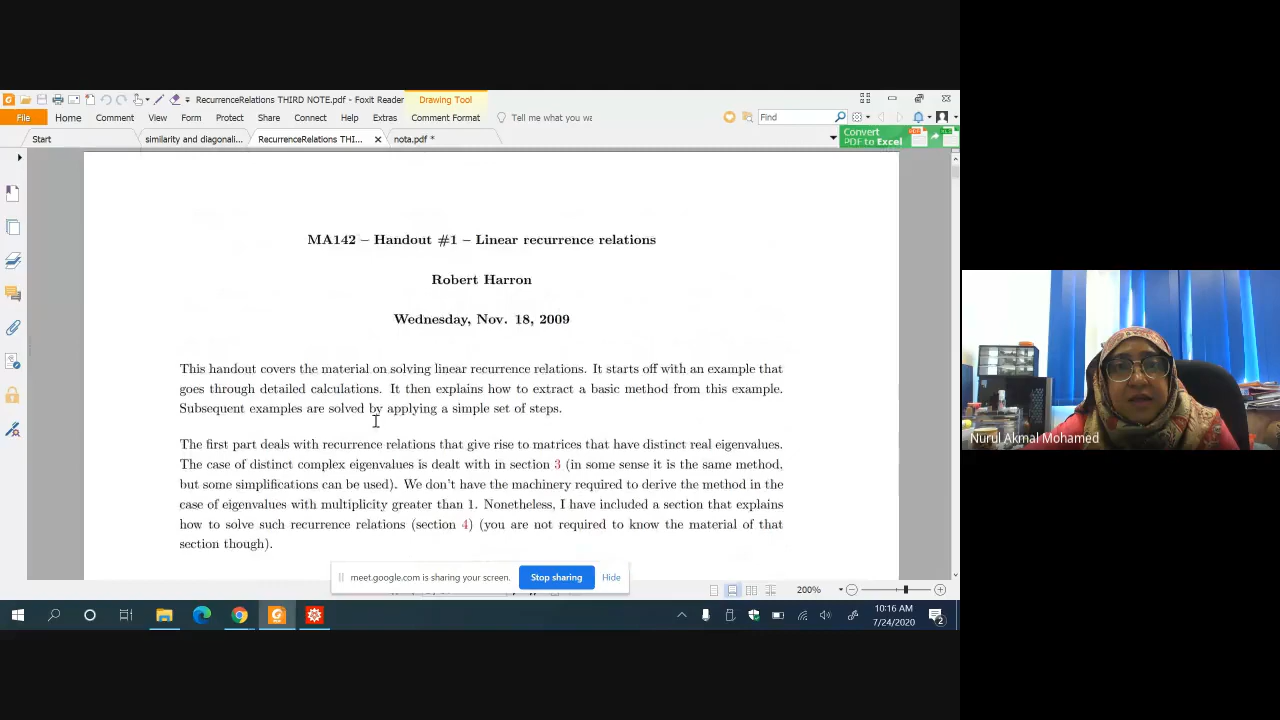 RecurrenceRelations THIRD NOTE.pdf - Foxit Reader
Drawing Tool
File Home Comment View Form Protect Share Connect Help Extras Comment Format Tell me what you wa Find
Convert
PDF to Excel
Start similarity and diagonali... RecurrenceRelations THI... nota.pdf *
MA142 – Handout #1 – Linear recurrence relations
Robert Harron
Wednesday, Nov. 18, 2009
This handout covers the material on solving linear recurrence relations. It starts off with an example that
goes through detailed calculations. It then explains how to extract a basic method from this example.
Subsequent examples are solved by applying a simple set of steps.
The first part deals with recurrence relations that give rise to matrices that have distinct real eigenvalues.
The case of distinct complex eigenvalues is dealt with in section 3 (in some sense it is the same method,
but some simplifications can be used). We don't have the machinery required to derive the method in the
case of eigenvalues with multiplicity greater than 1. Nonetheless, I have included a section that explains
how to solve such recurrence relations (section 4) (you are not required to know the material of that
section though).
meet.google.com is sharing your screen. Stop sharing Hide
200%
10:16 AM
7/24/2020
2
Nurul Akmal Mohamed